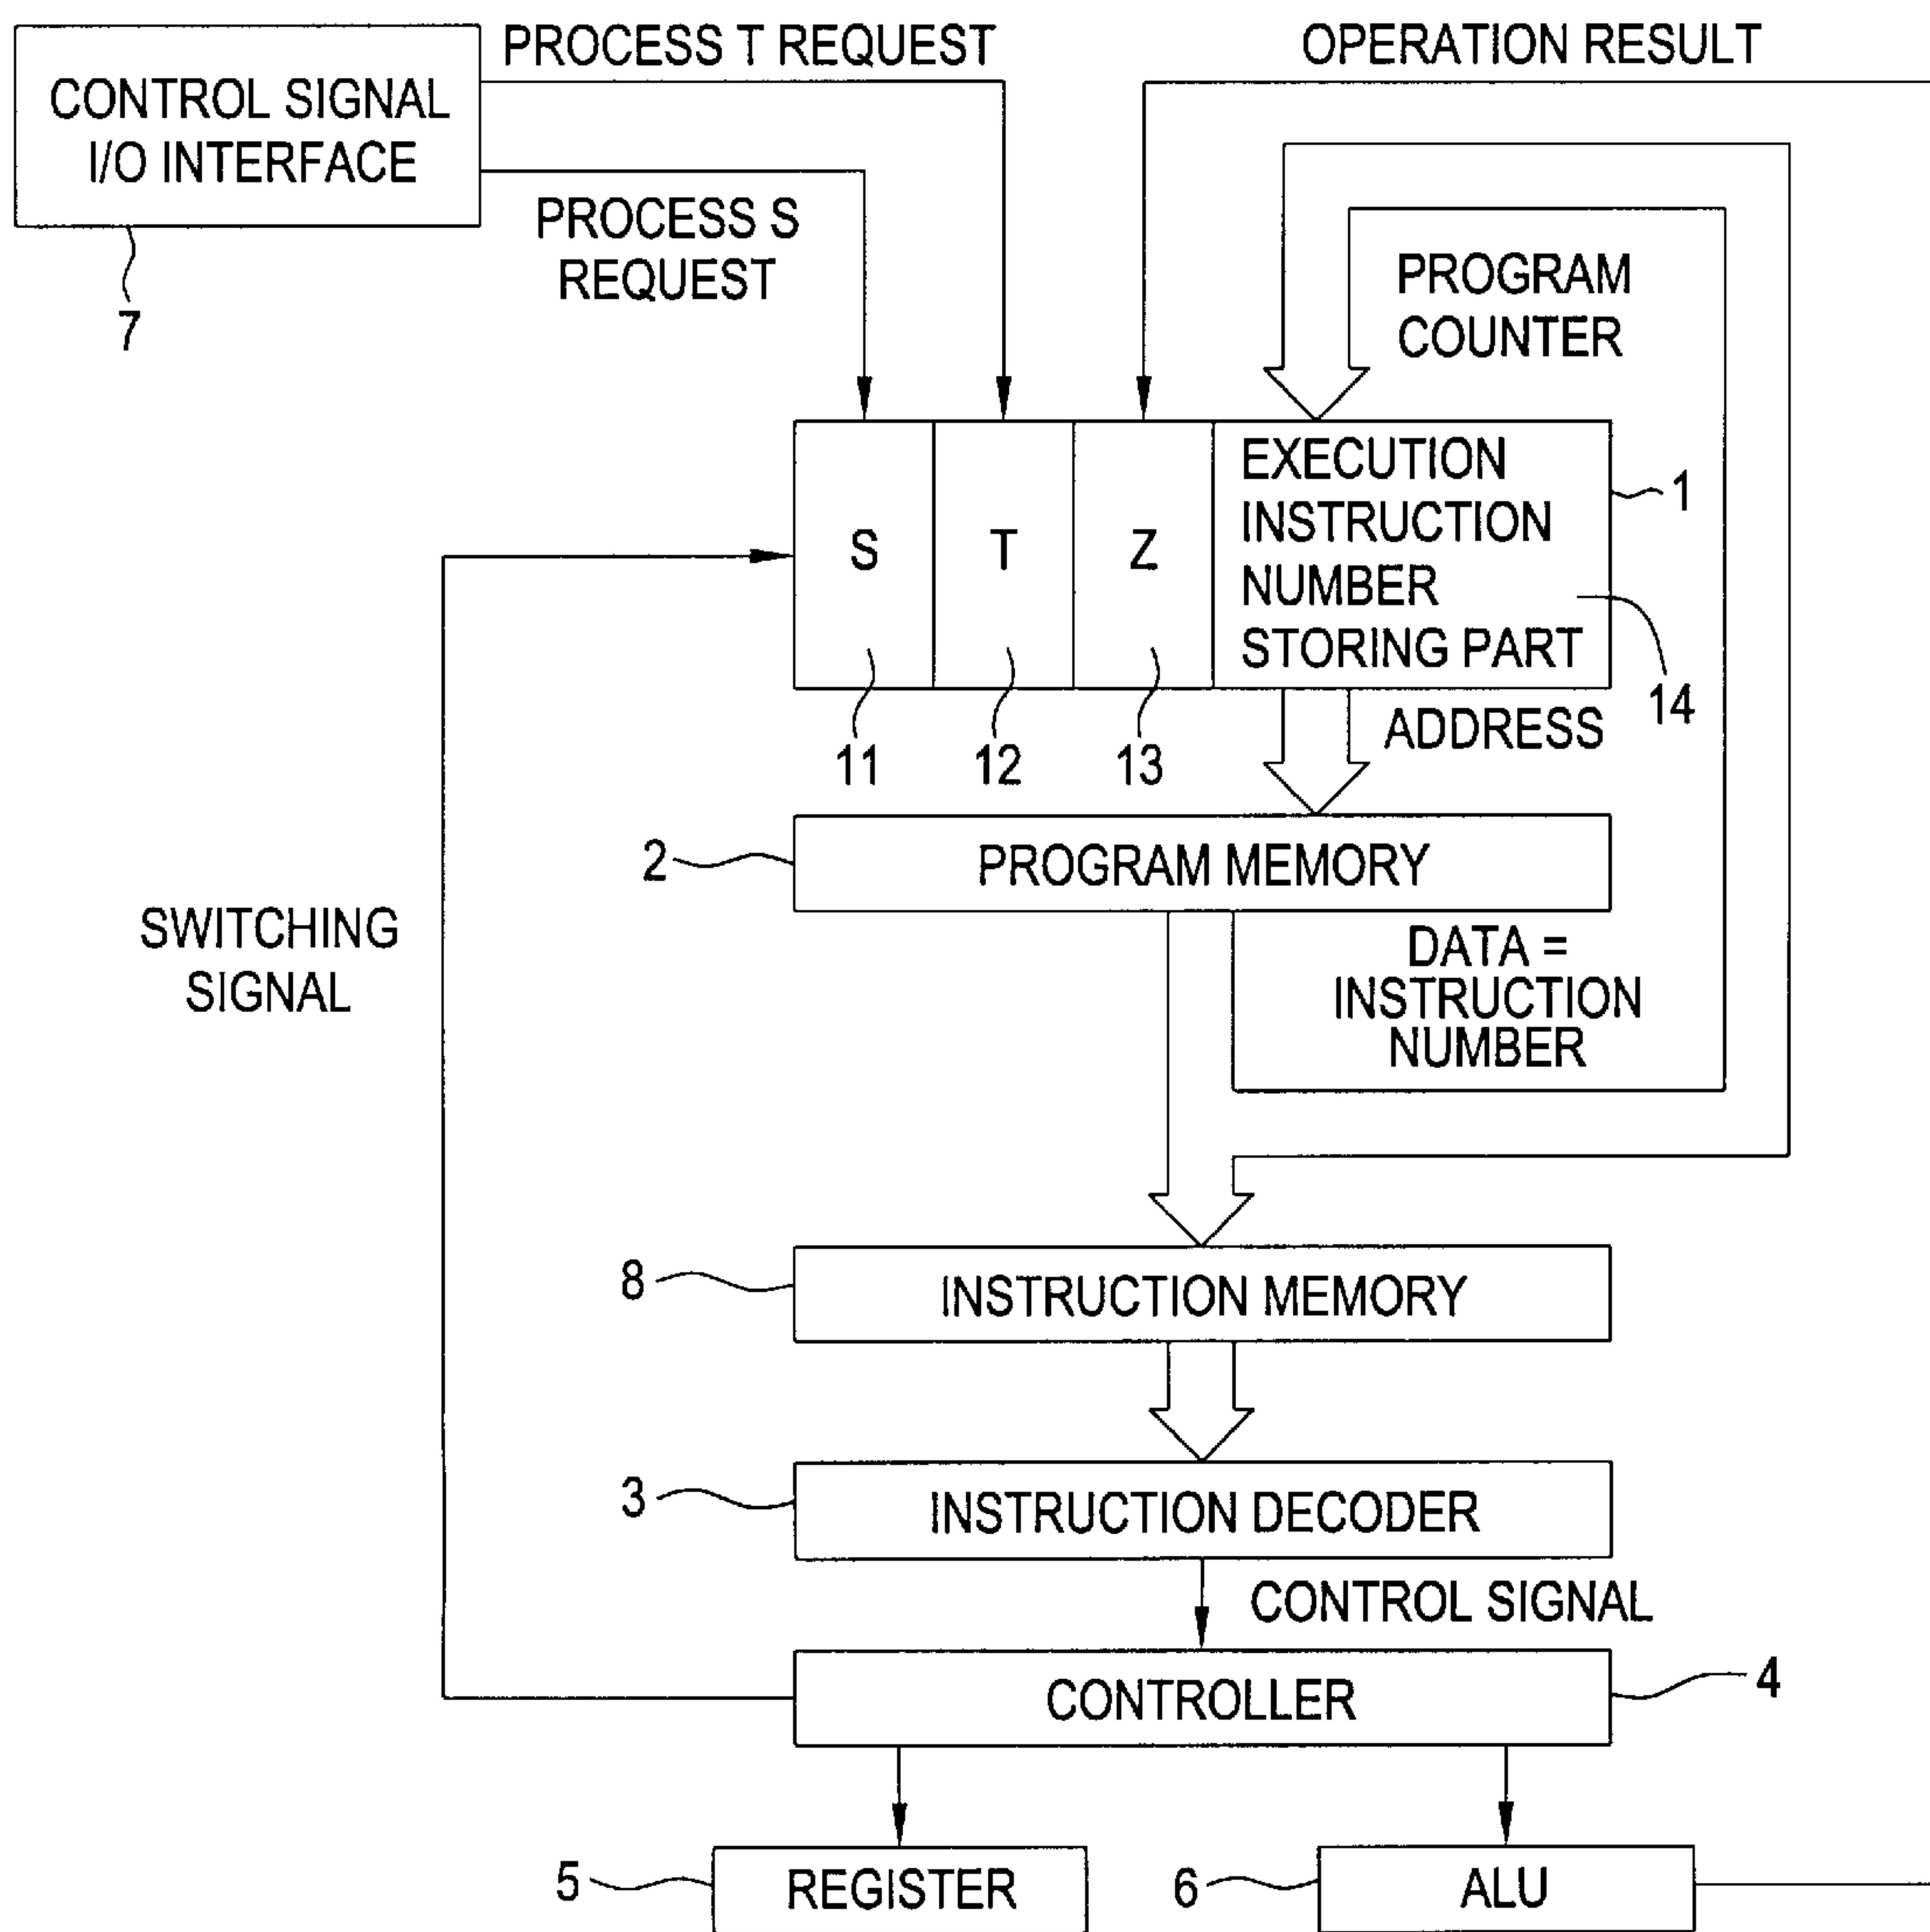 PROCESS T REQUEST
OPERATION RESULT
CONTROL SIGNAL
I/O INTERFACE
PROCESS S
REQUEST
7
PROGRAM
COUNTER
S
T
Z
EXECUTION
INSTRUCTION
NUMBER
STORING PART
1
11
12
13
14
ADDRESS
2
PROGRAM MEMORY
SWITCHING
SIGNAL
DATA =
INSTRUCTION
NUMBER
8
INSTRUCTION MEMORY
3
INSTRUCTION DECODER
CONTROL SIGNAL
CONTROLLER
4
5
REGISTER
6
ALU